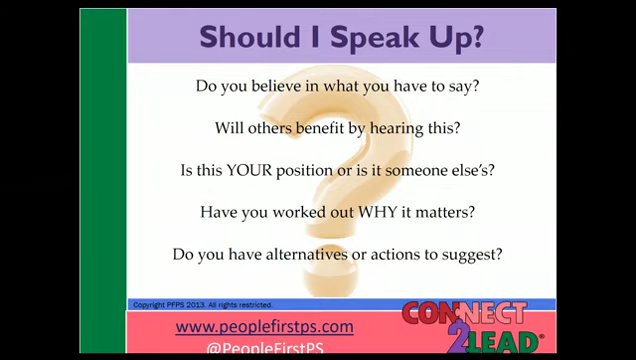 Should I Speak Up?
Do you believe in what you have to say?
Will others benefit by hearing this?
Is this YOUR position or is it someone else's?
Have you worked out WHY it matters?
Do you have alternatives or actions to suggest?
Copyright PFPS 2013. All rights restricted.
www.peoplefirstps.com
@PeopleFirstPS
CONNECT
2LEAD®